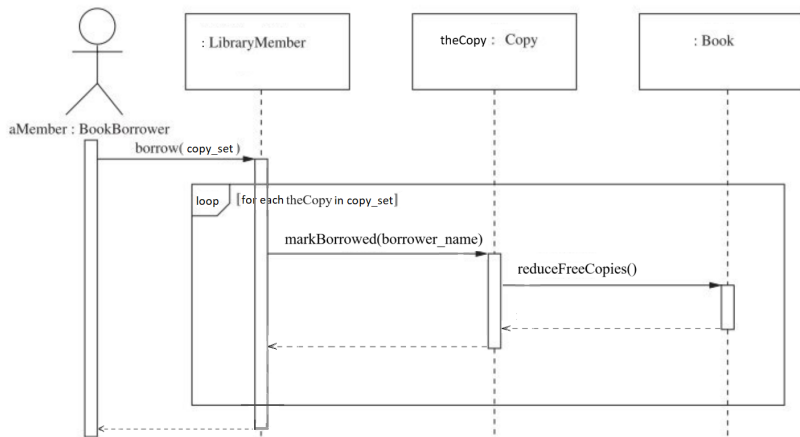 : LibraryMember
theCopy : Copy
: Book
aMember : BookBorrower
borrow( copy_set )
loop
[for each theCopy in copy_set]
markBorrowed(borrower_name)
reduceFreeCopies()